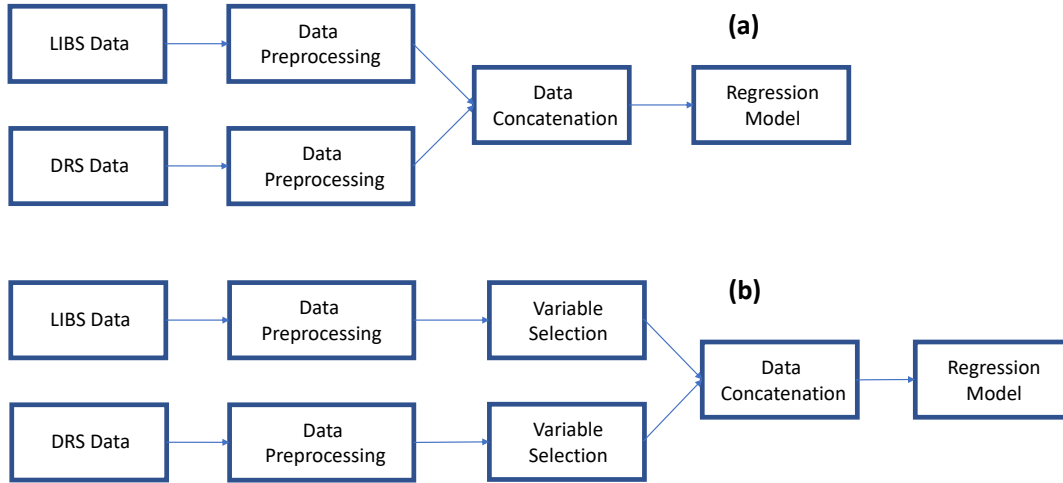 (a)
LIBS Data
Data
Preprocessing
DRS Data
Data
Preprocessing
Data
Concatenation
Regression
Model
(b)
LIBS Data
Data
Preprocessing
Variable
Selection
DRS Data
Data
Preprocessing
Variable
Selection
Data
Concatenation
Regression
Model